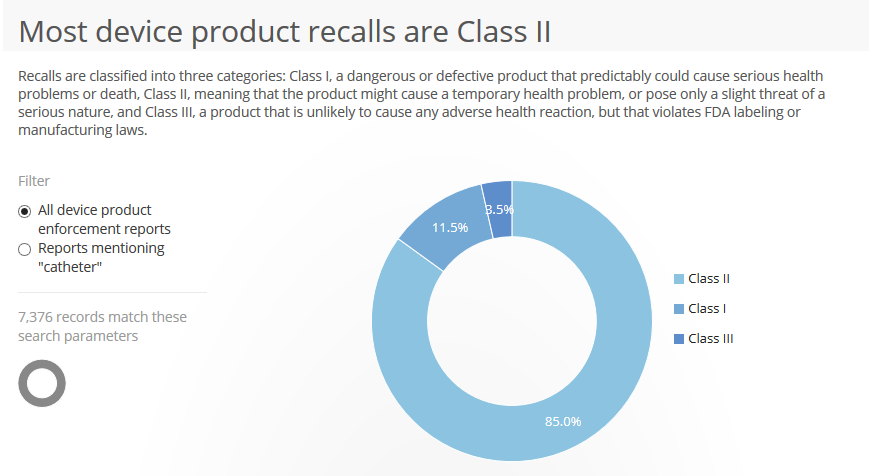 Most device product recalls are Class II
Recalls are classified into three categories: Class I, a dangerous or defective product that predictably could cause serious health
problems or death, Class II, meaning that the product might cause a temporary health problem, or pose only a slight threat of a
serious nature, and Class III, a product that is unlikely to cause any adverse health reaction, but that violates FDA labeling or
manufacturing laws.
Filter
All device product
enforcement reports
Reports mentioning
"catheter"
7,376 records match these
search parameters
3.5%
11.5%
85.0%
Class II
Class I
Class III